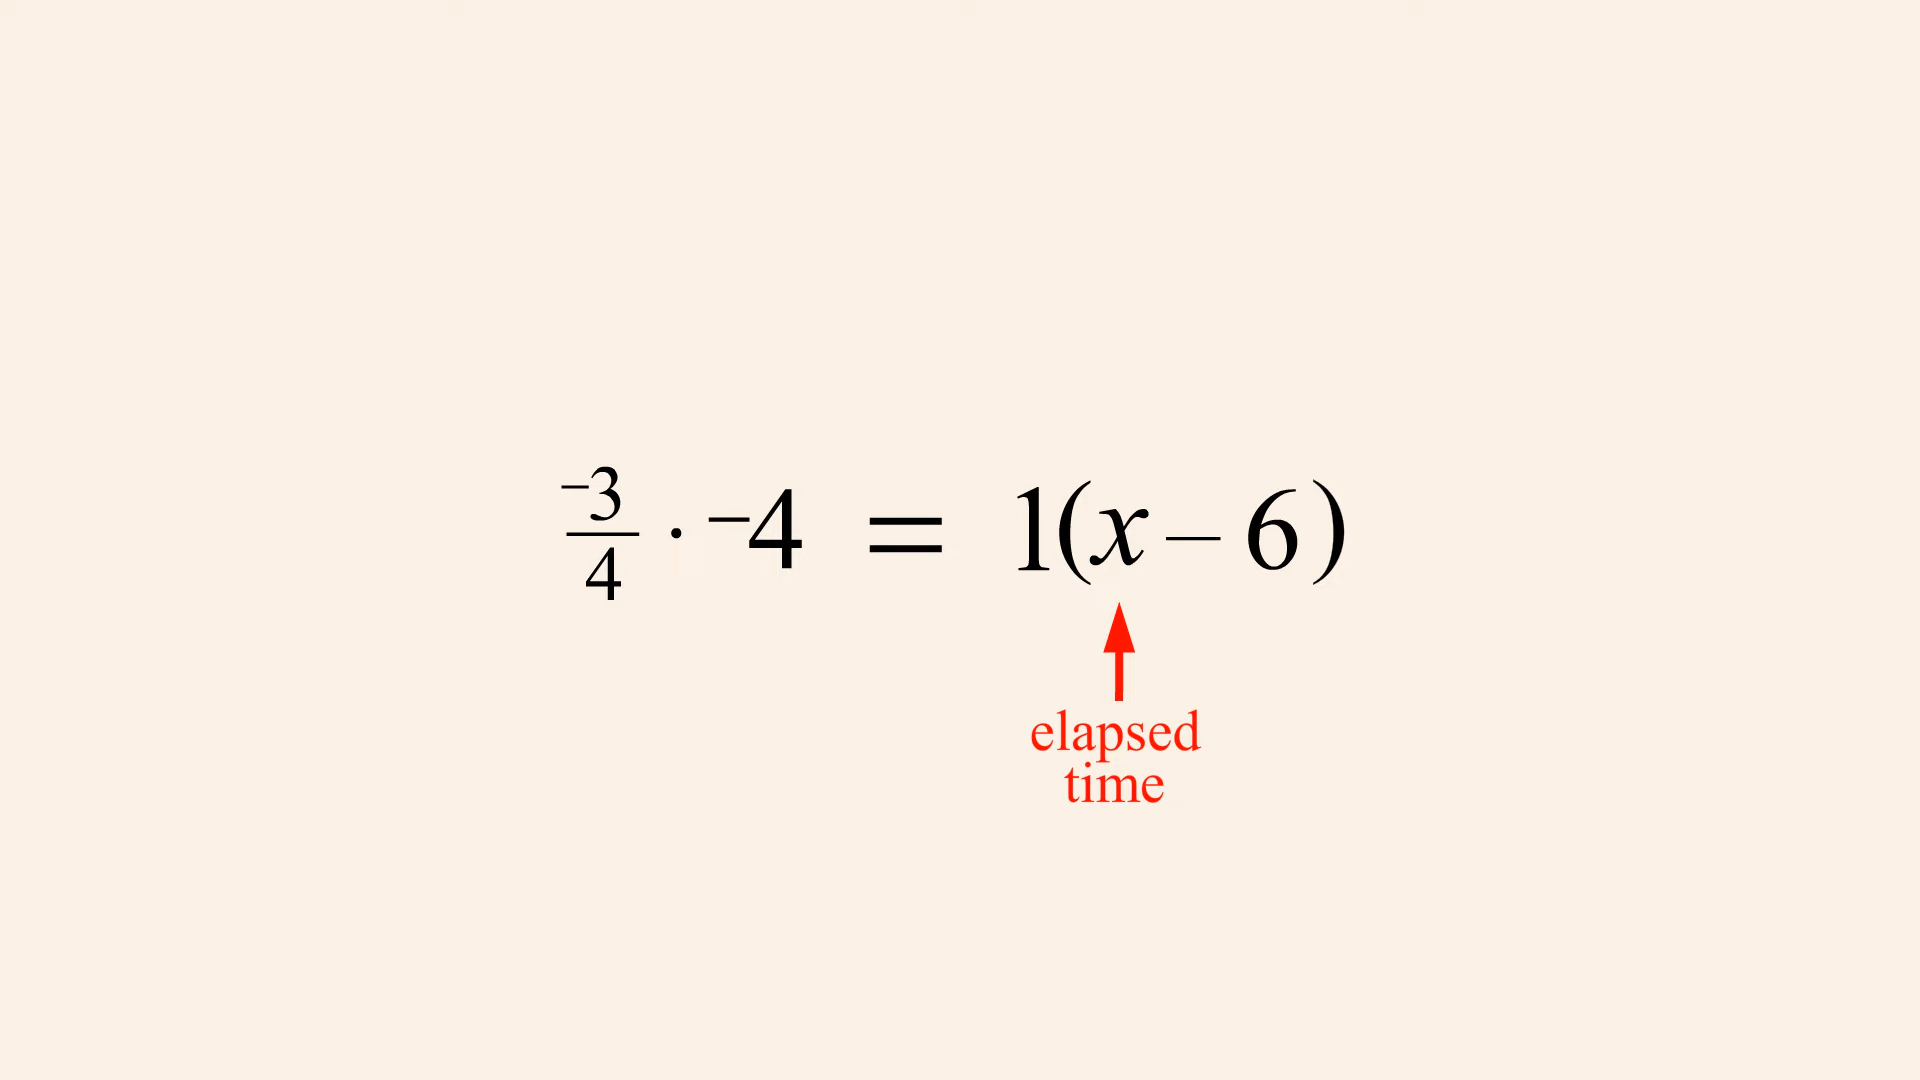 ⁻3/4 · ⁻4 = 1(x – 6)
elapsed
time